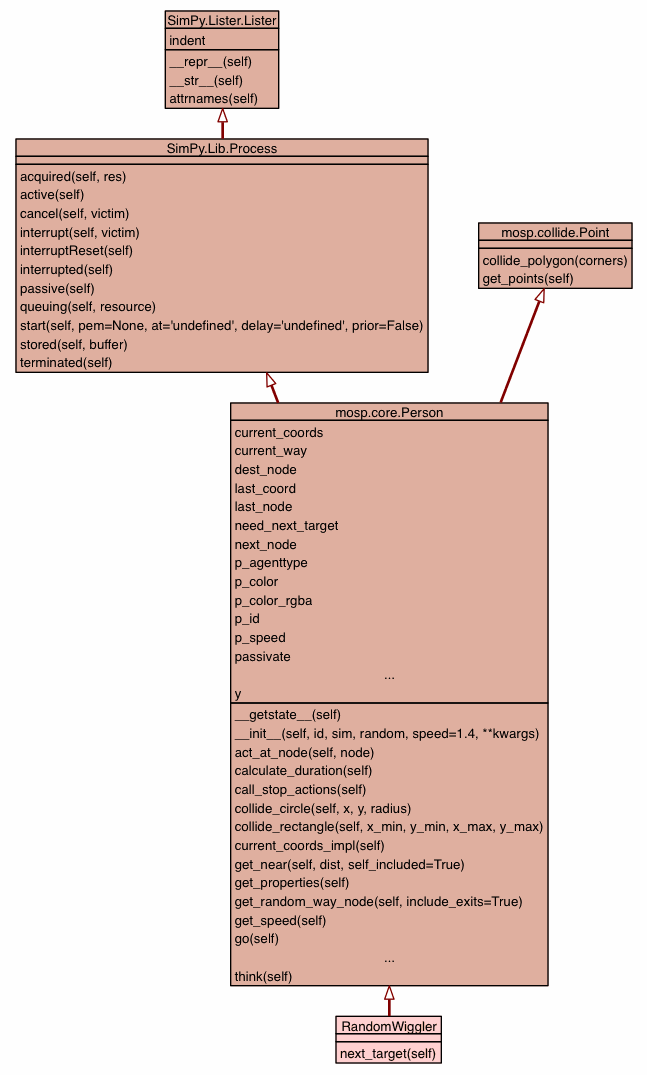 SimPy.Lister.Lister
indent
__repr__(self)
__str__(self)
attrnames(self)
SimPy.Lib.Process
acquired(self, res)
active(self)
cancel(self, victim)
interrupt(self, victim)
interruptReset(self)
interrupted(self)
passive(self)
queuing(self, resource)
start(self, pem=None, at='undefined', delay='undefined', prior=False)
stored(self, buffer)
terminated(self)
mosp.collide.Point
collide_polygon(corners)
get_points(self)
mosp.core.Person
current_coords
current_way
dest_node
last_coord
last_node
need_next_target
next_node
p_agenttype
p_color
p_color_rgba
p_id
p_speed
passivate
...
y
__getstate__(self)
__init__(self, id, sim, random, speed=1.4, **kwargs)
act_at_node(self, node)
calculate_duration(self)
call_stop_actions(self)
collide_circle(self, x, y, radius)
collide_rectangle(self, x_min, y_min, x_max, y_max)
current_coords_impl(self)
get_near(self, dist, self_included=True)
get_properties(self)
get_random_way_node(self, include_exits=True)
get_speed(self)
go(self)
...
think(self)
RandomWiggler
next_target(self)